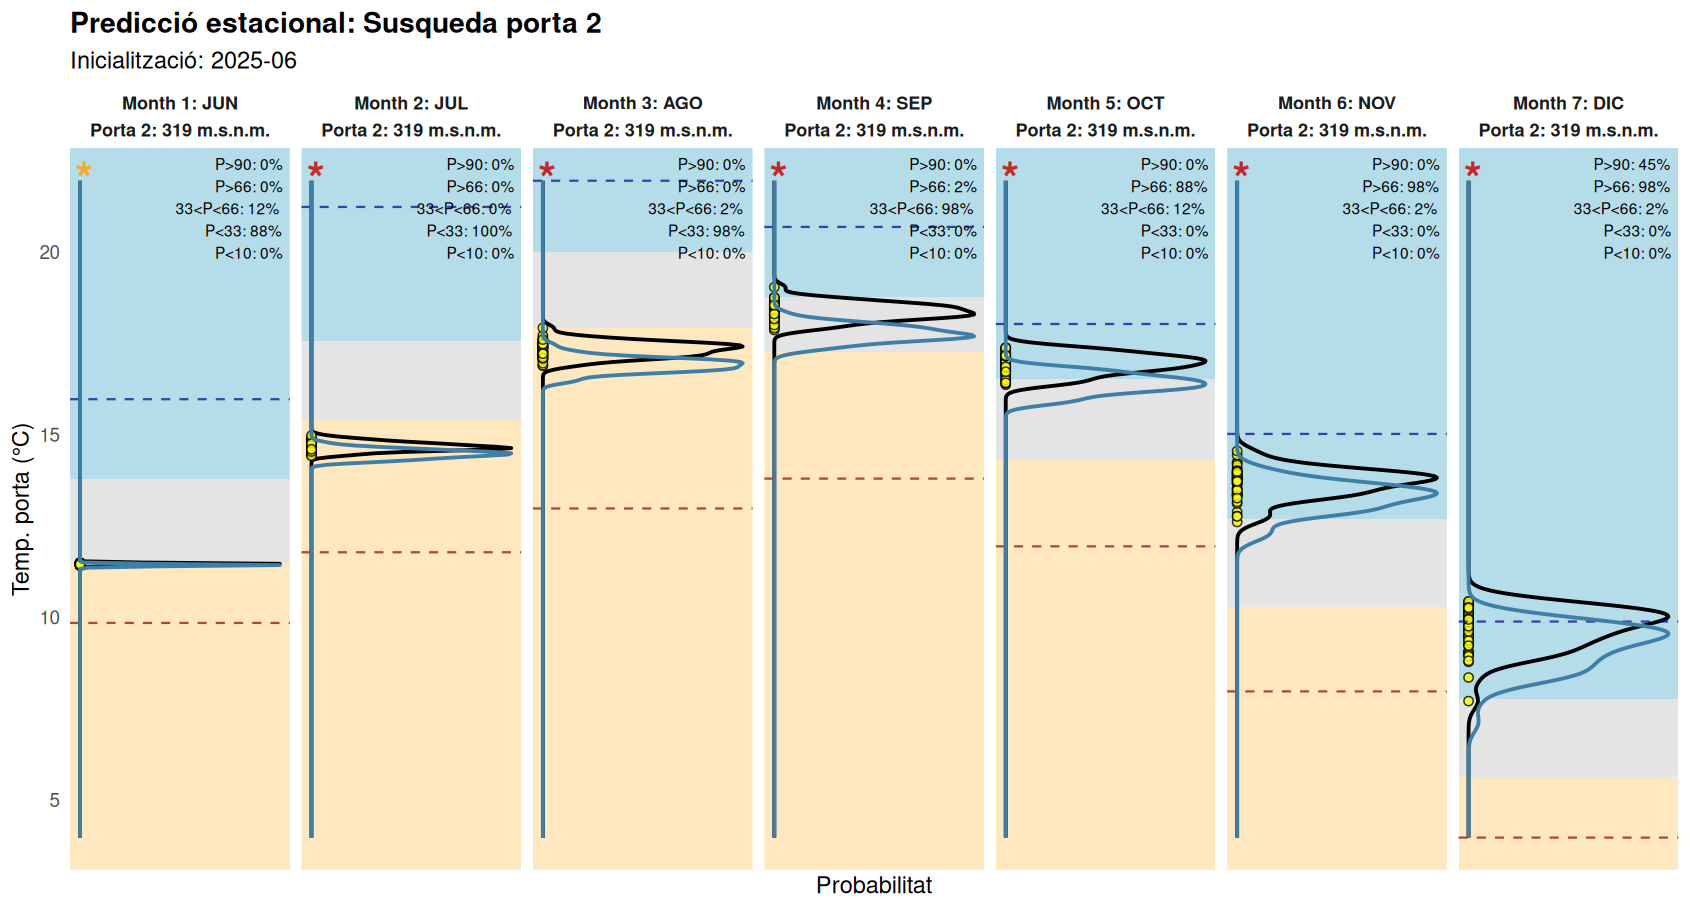 Predicció estacional: Susqueda porta 2
Inicialització: 2025-06
Month 1: JUN
Porta 2: 319 m.s.n.m.
Month 2: JUL
Porta 2: 319 m.s.n.m.
Month 3: AGO
Porta 2: 319 m.s.n.m.
Month 4: SEP
Porta 2: 319 m.s.n.m.
Month 5: OCT
Porta 2: 319 m.s.n.m.
Month 6: NOV
Porta 2: 319 m.s.n.m.
Month 7: DIC
Porta 2: 319 m.s.n.m.
*
P>90: 0%
P>66: 0%
33<P<66: 12%
P<33: 88%
P<10: 0%
*
P>90: 0%
P>66: 0%
33<P<66: 0%
P<33: 100%
P<10: 0%
*
P>90: 0%
P>66: 0%
33<P<66: 2%
P<33: 98%
P<10: 0%
*
P>90: 0%
P>66: 2%
33<P<66: 98%
P<33: 0%
P<10: 0%
*
P>90: 0%
P>66: 88%
33<P<66: 12%
P<33: 0%
P<10: 0%
*
P>90: 0%
P>66: 98%
33<P<66: 2%
P<33: 0%
P<10: 0%
*
P>90: 45%
P>66: 98%
33<P<66: 2%
P<33: 0%
P<10: 0%
20
15
10
5
Temp. porta (°C)
Probabilitat